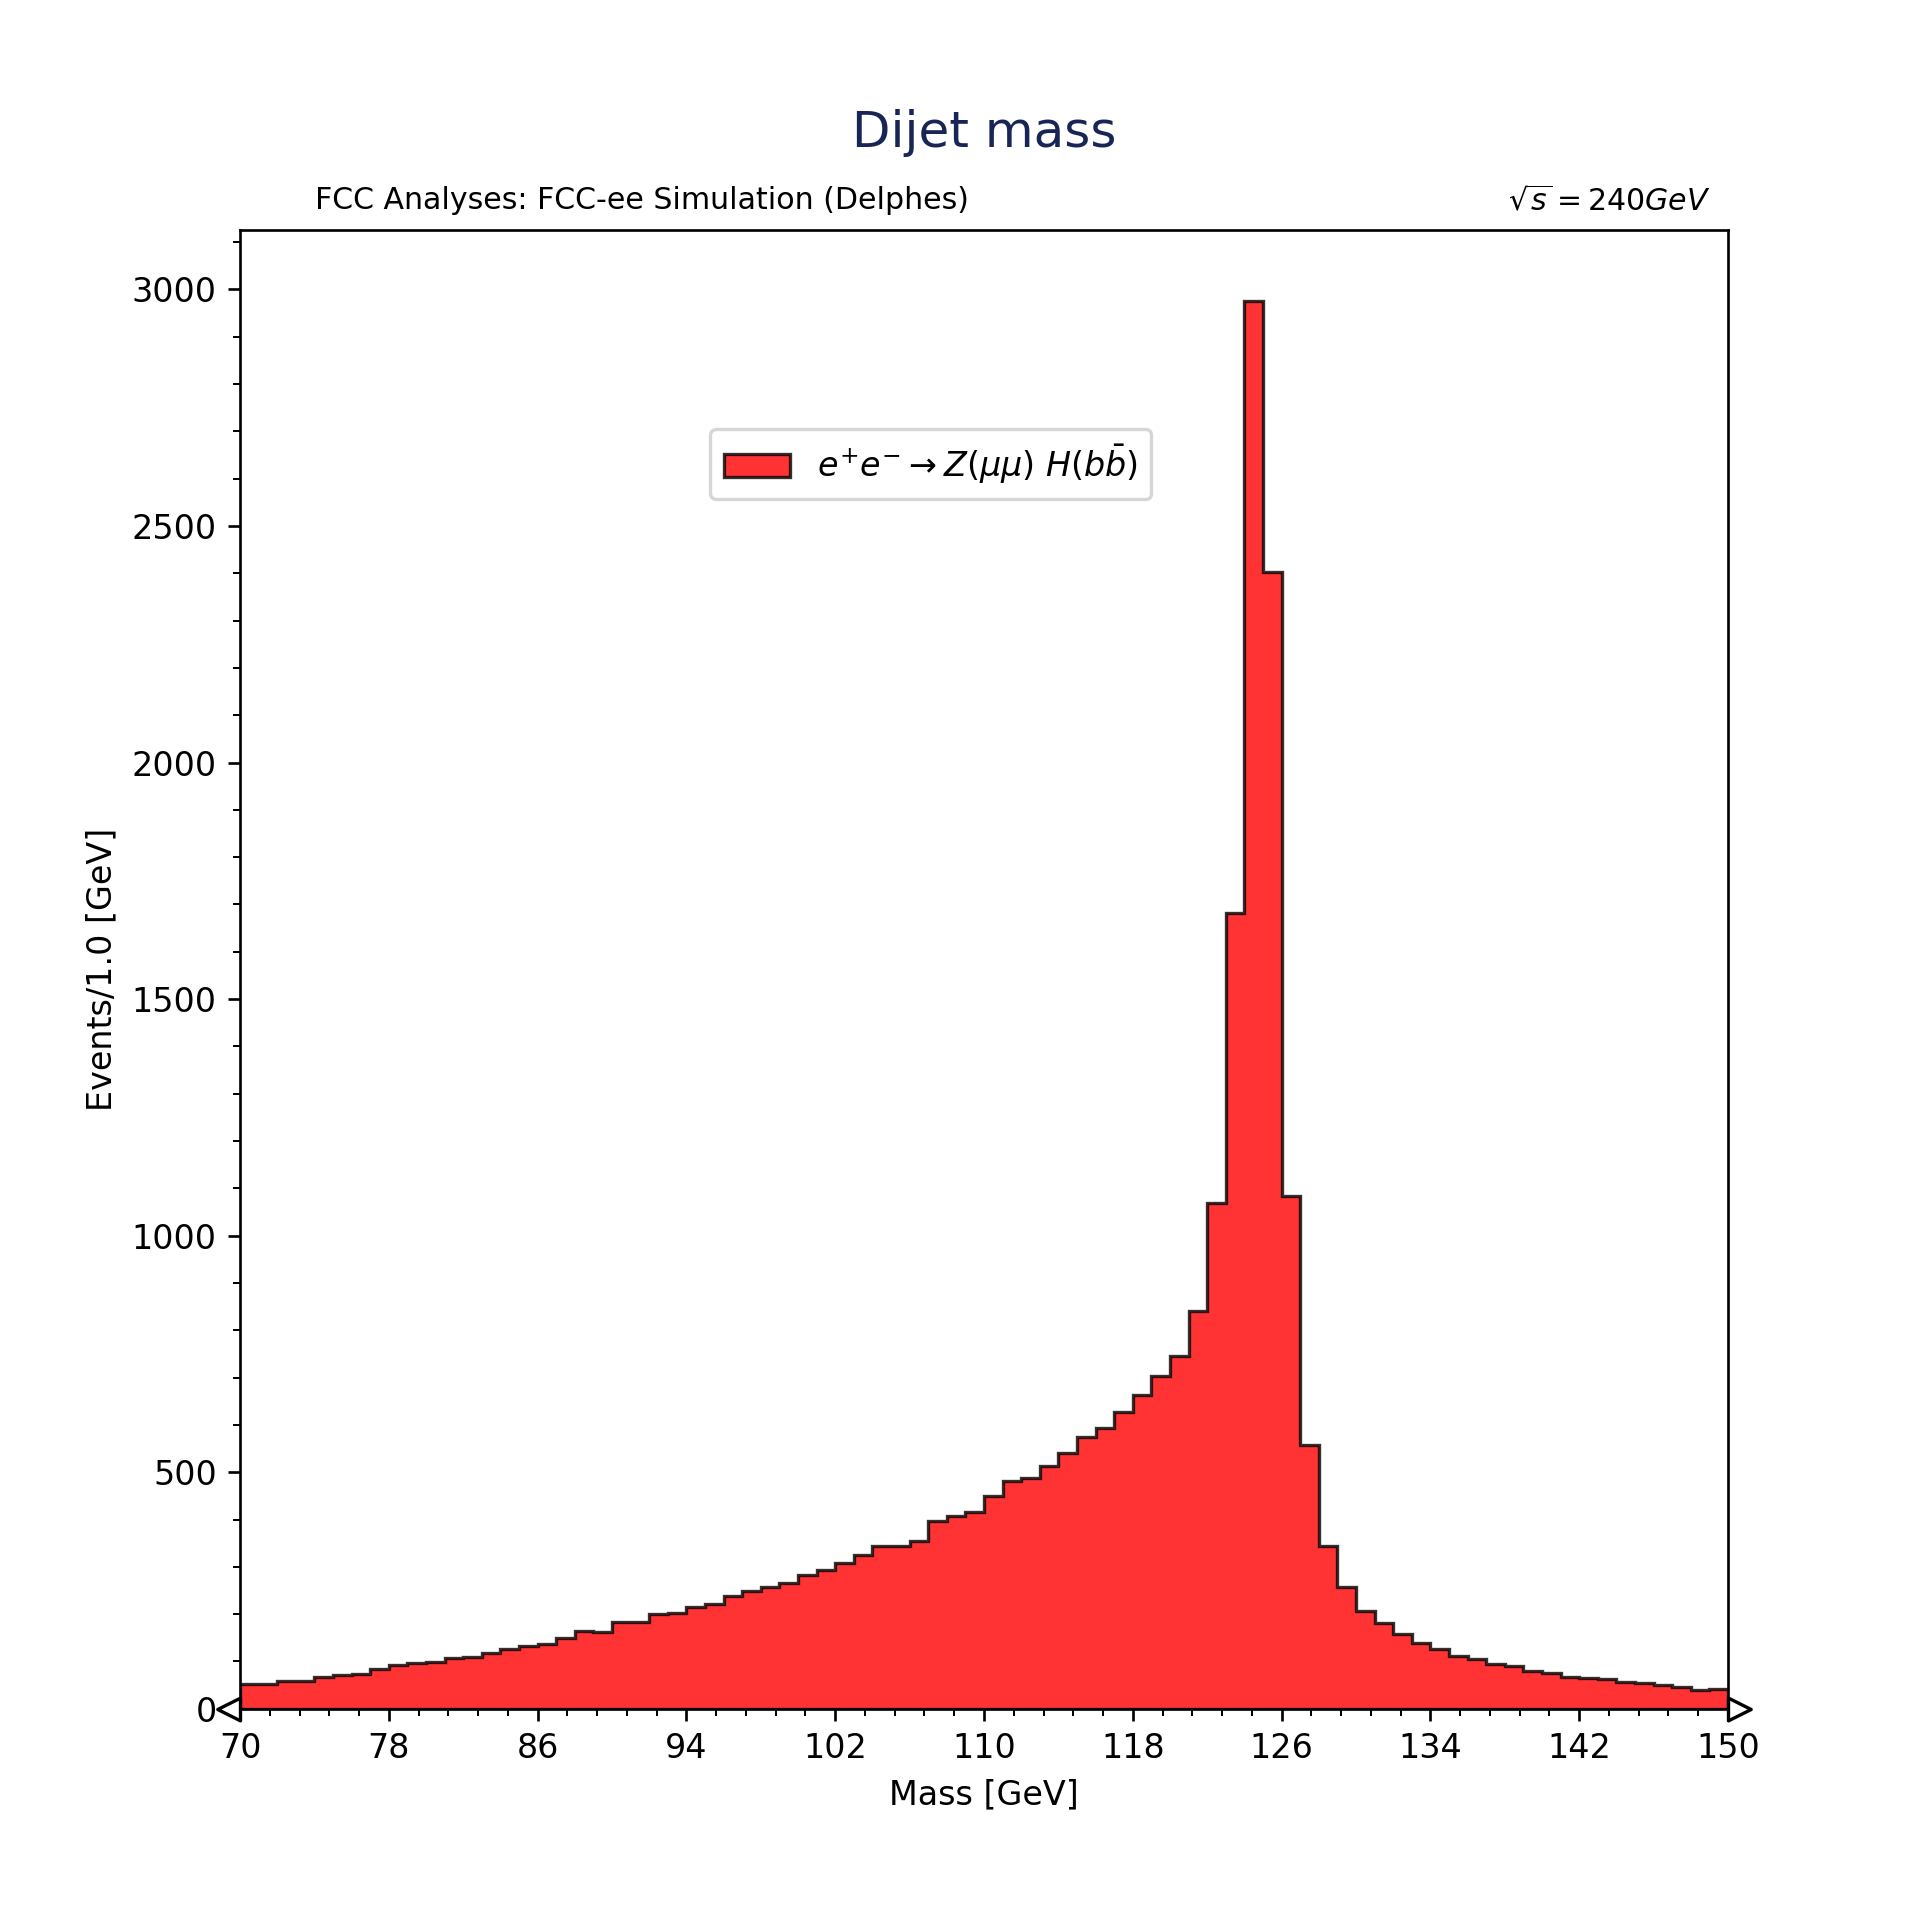 Dijet mass
FCC Analyses: FCC-ee Simulation (Delphes)
√s = 240GeV
e⁺e⁻ → Z(μμ) H(bb̄)
3000
2500
2000
1500
1000
500
0
Events/1.0 [GeV]
70 78 86 94 102 110 118 126 134 142 150
Mass [GeV]